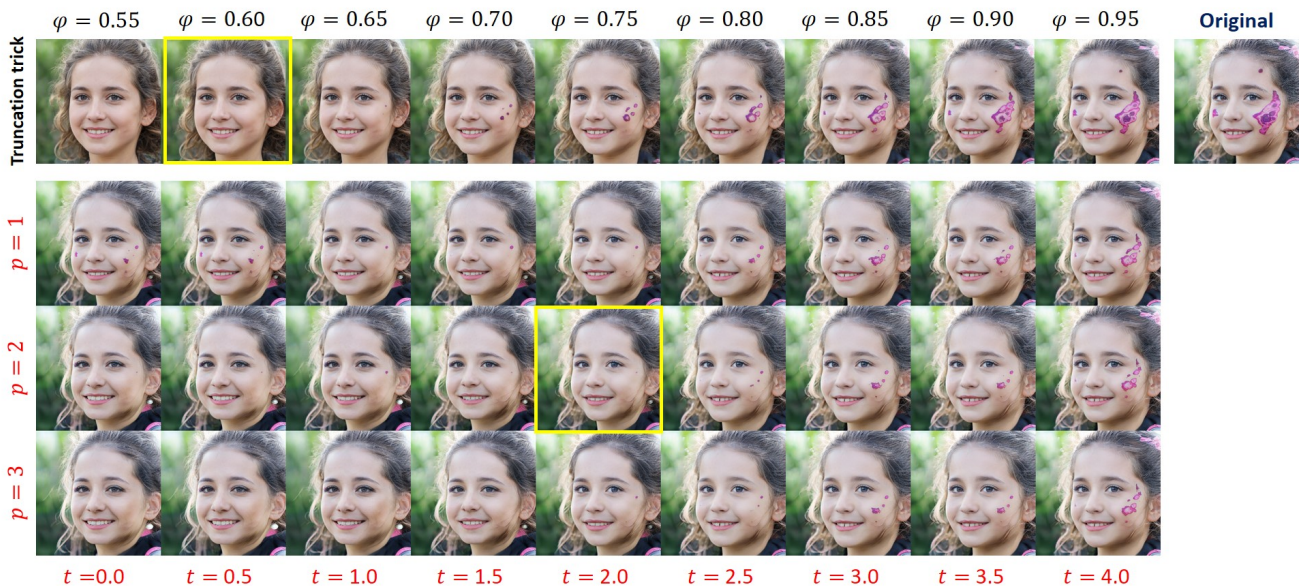 φ = 0.55 φ = 0.60 φ = 0.65 φ = 0.70 φ = 0.75 φ = 0.80 φ = 0.85 φ = 0.90 φ = 0.95 Original
Truncation trick
p = 1
p = 2
p = 3
t =0.0 t = 0.5 t = 1.0 t = 1.5 t = 2.0 t = 2.5 t = 3.0 t = 3.5 t = 4.0